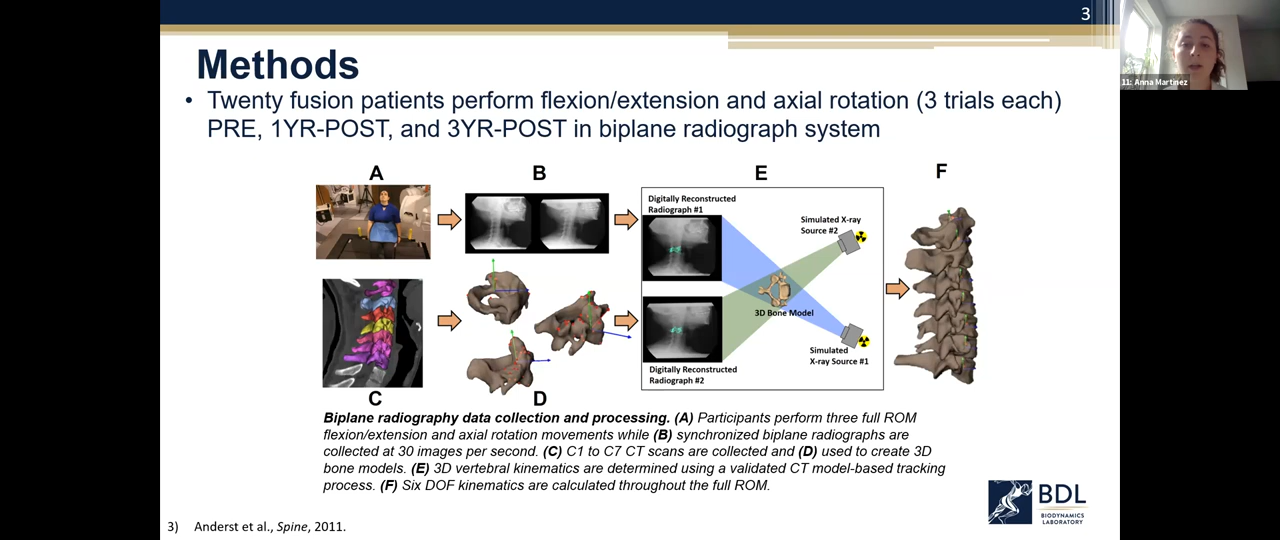 3
11: Anna Martinez
Methods
• Twenty fusion patients perform flexion/extension and axial rotation (3 trials each)
PRE, 1YR-POST, and 3YR-POST in biplane radiograph system
A
B
E
F
Digitally Reconstructed
Radiograph #1
Simulated X-ray
Source #2
3D Bone Model
Simulated
X-ray Source #1
Digitally Reconstructed
Radiograph #2
C
D
Biplane radiography data collection and processing. (A) Participants perform three full ROM
flexion/extension and axial rotation movements while (B) synchronized biplane radiographs are
collected at 30 images per second. (C) C1 to C7 CT scans are collected and (D) used to create 3D
bone models. (E) 3D vertebral kinematics are determined using a validated CT model-based tracking
process. (F) Six DOF kinematics are calculated throughout the full ROM.
BDL
BIODYNAMICS
LABORATORY
3) Anderst et al., Spine, 2011.